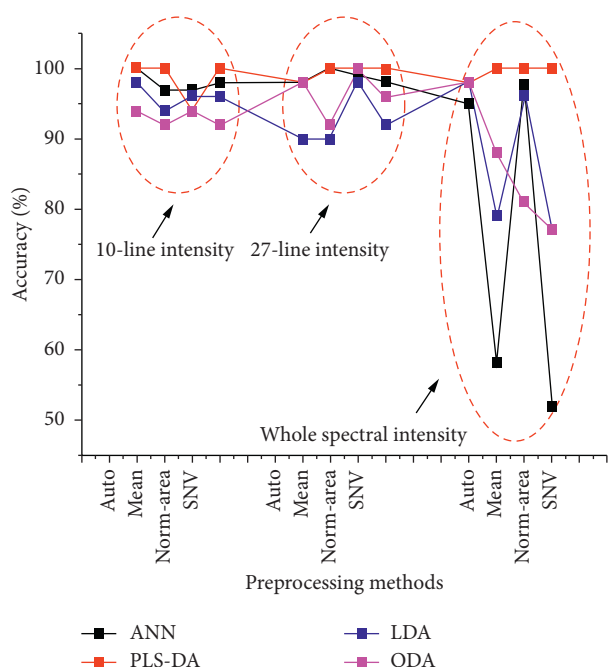 100
90
80
70
60
50
Accuracy (%)
10-line intensity
27-line intensity
Whole spectral intensity
Auto
Mean
Norm-area
SNV
Auto
Mean
Norm-area
SNV
Auto
Mean
Norm-area
SNV
Preprocessing methods
ANN
PLS-DA
LDA
QDA